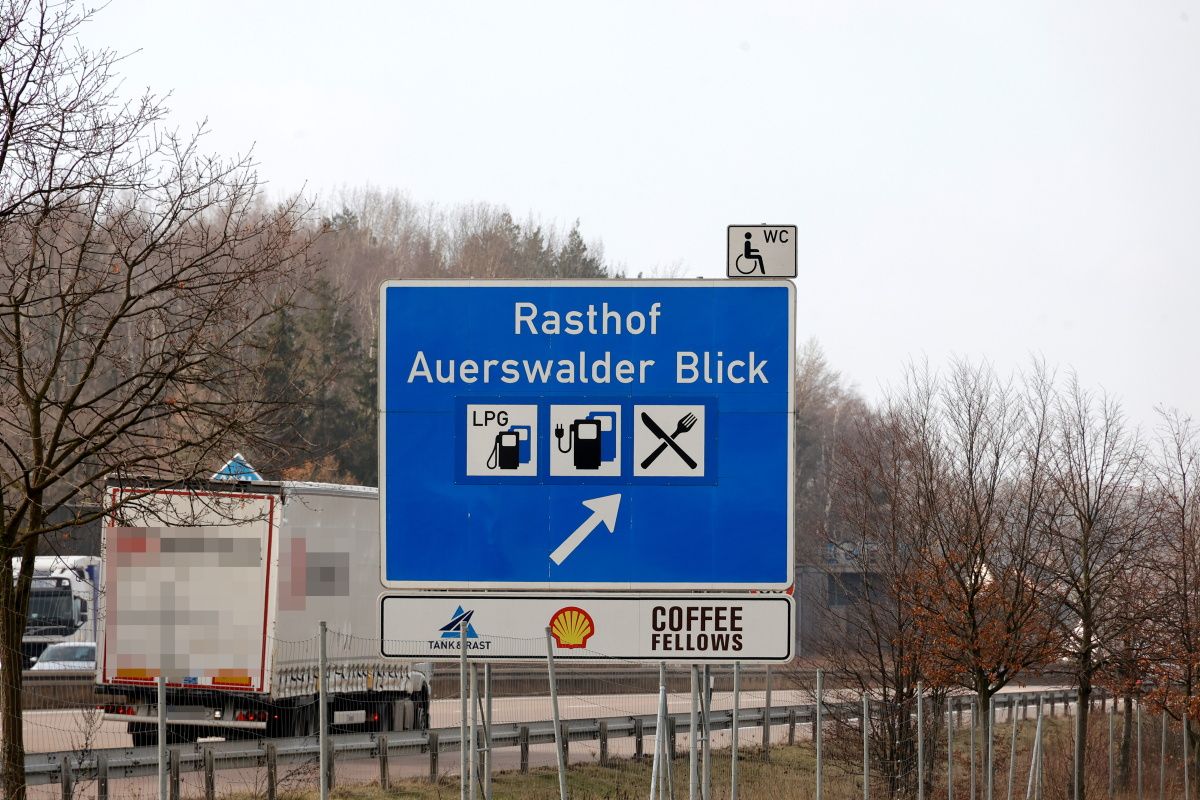 WC
Rasthof
Auerswalder Blick
LPG
TANK & RAST
COFFEE
FELLOWS